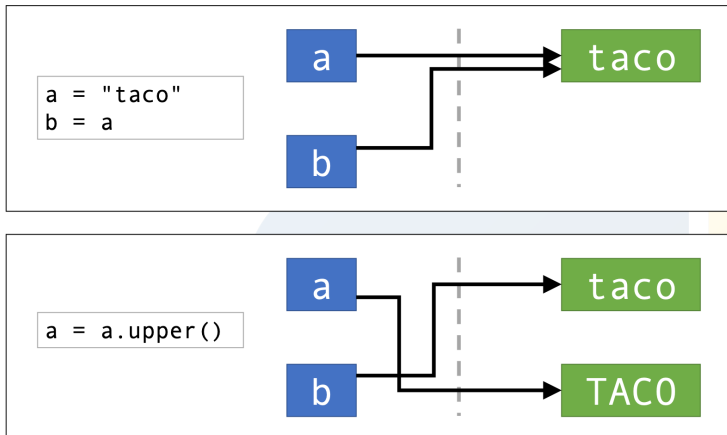 a = "taco"
b = a
a
taco
b
a = a.upper()
a
taco
b
TACO